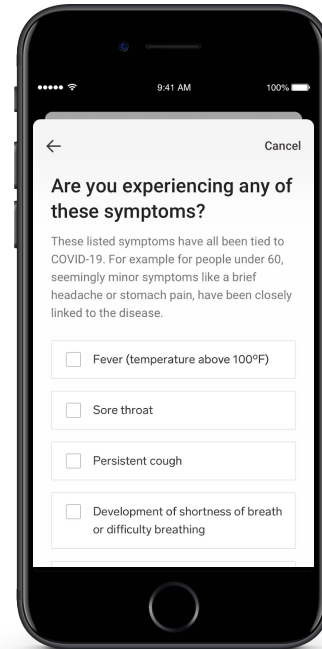 9:41 AM 100%
Cancel
Are you experiencing any of
these symptoms?
These listed symptoms have all been tied to
COVID-19. For example for people under 60,
seemingly minor symptoms like a brief
headache or stomach pain, have been closely
linked to the disease.
Fever (temperature above 100ºF)
Sore throat
Persistent cough
Development of shortness of breath
or difficulty breathing